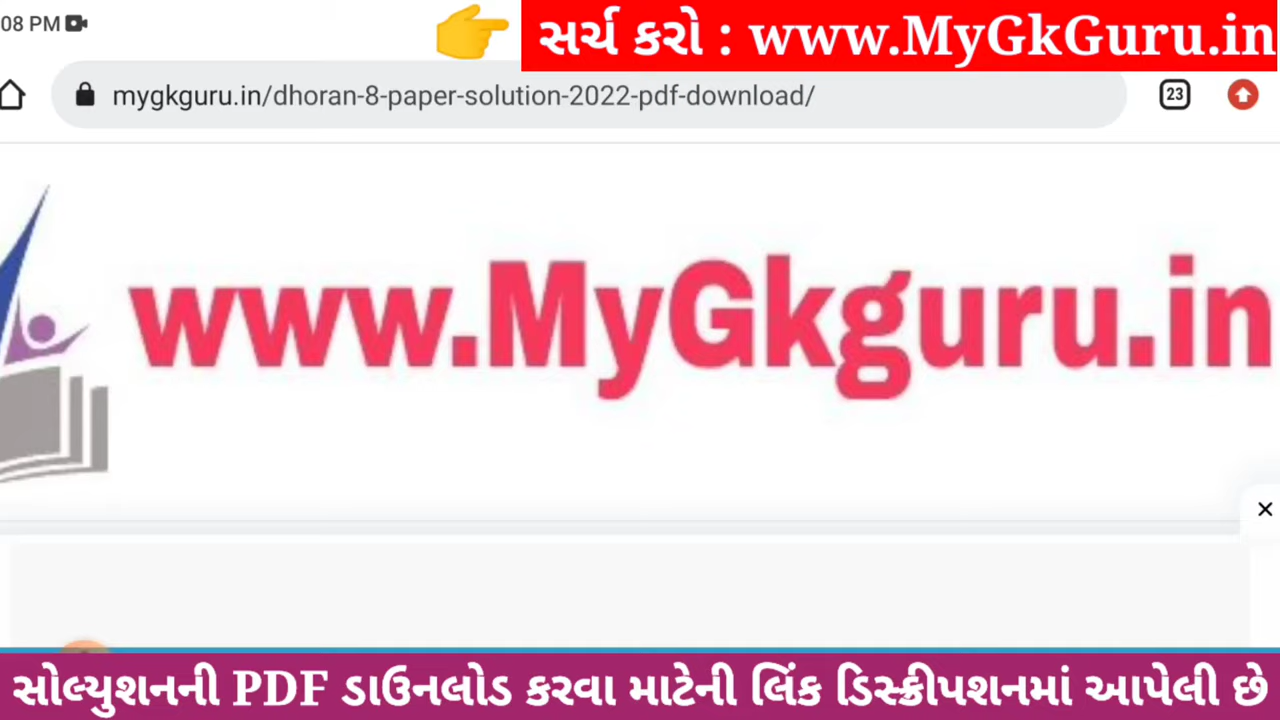 08 PM
સર્ચ કરો : www.MyGkGuru.in
mygkguru.in/dhoran-8-paper-solution-2022-pdf-download/
23
www.MyGkguru.in
સોલ્યુશનની PDF ડાઉનલોડ કરવા માટેની લિંક ડિસ્ક્રીપશનમાં આપેલી છે